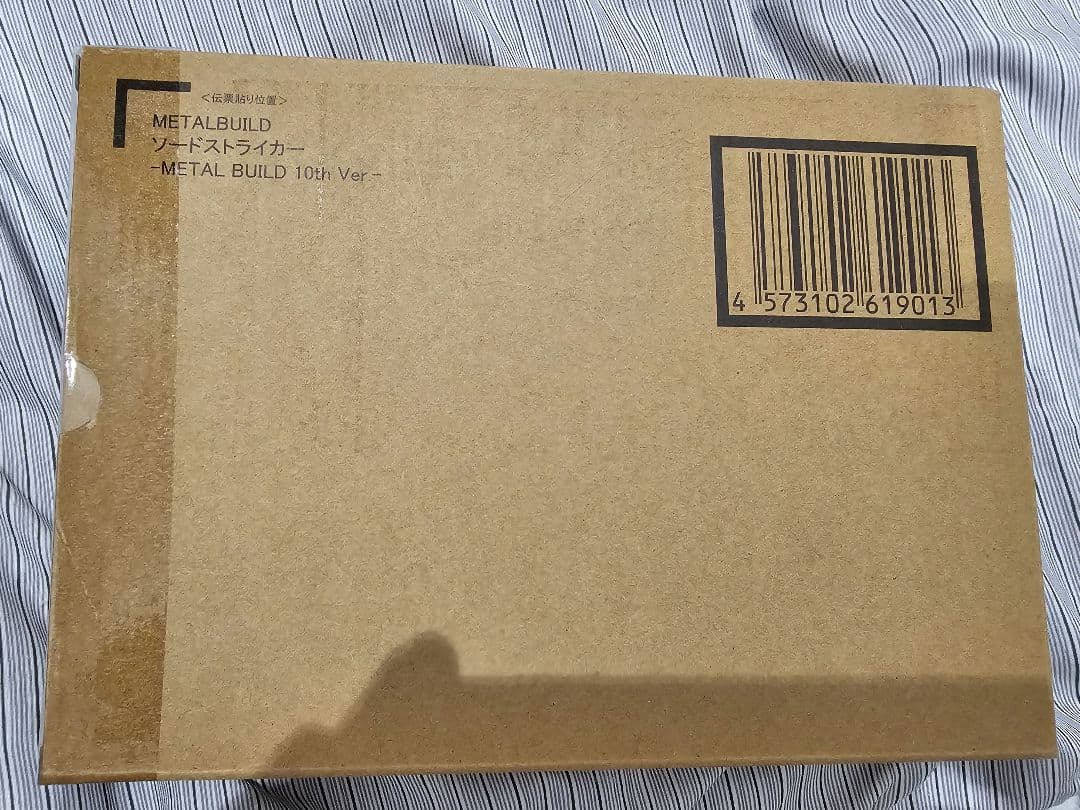 <伝票貼り位置>
METALBUILD
ソードストライカー
-METAL BUILD 10th Ver.-
4 573102 619013